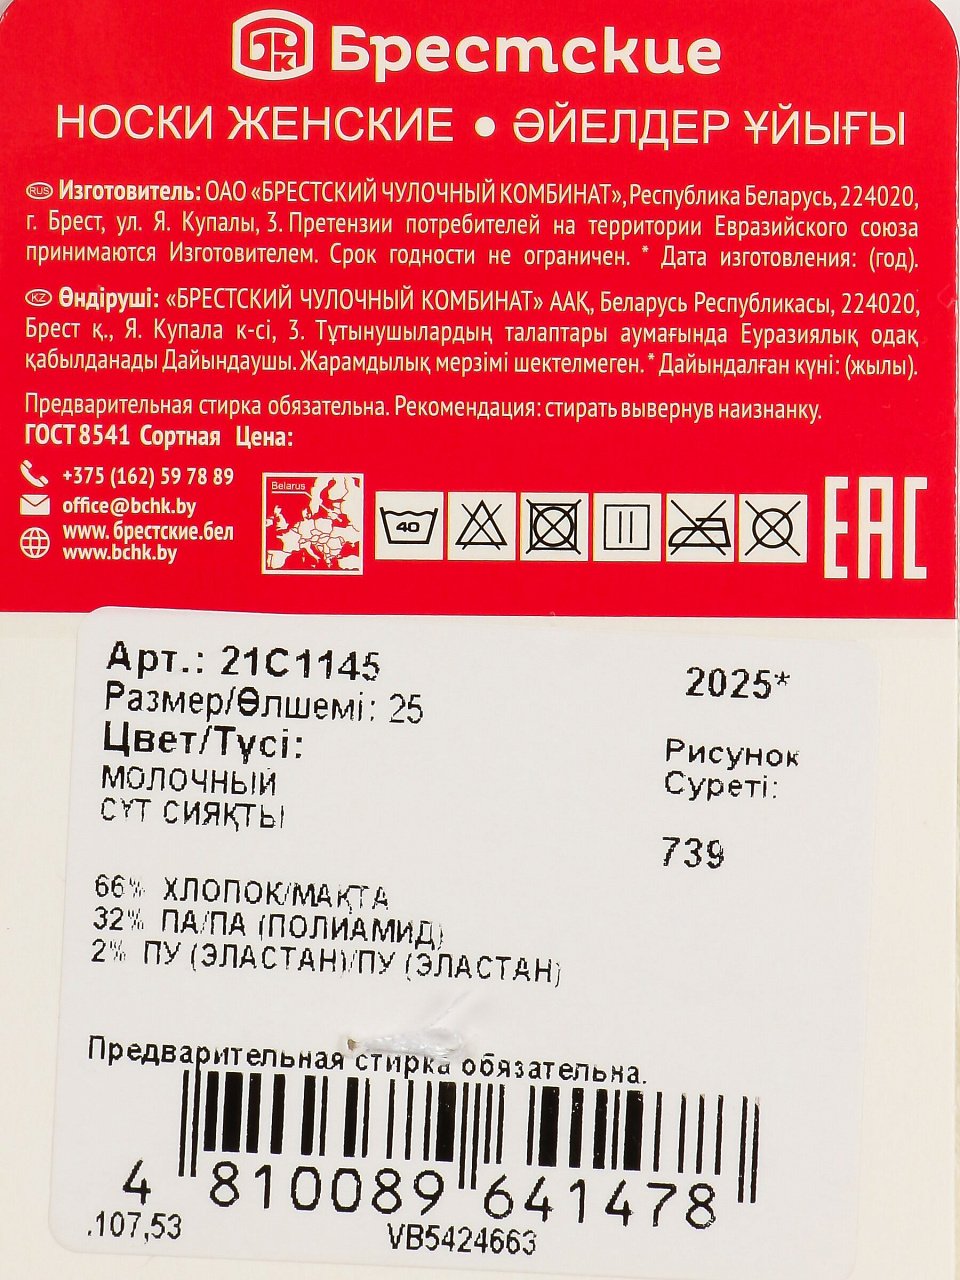 Брестские
НОСКИ ЖЕНСКИЕ • ӘЙЕЛДЕР ҰЙЫҒЫ
RUS Изготовитель: ОАО «БРЕСТСКИЙ ЧУЛОЧНЫЙ КОМБИНАТ», Республика Беларусь, 224020,
г. Брест, ул. Я. Купалы, 3. Претензии потребителей на территории Евразийского союза
принимаются Изготовителем. Срок годности не ограничен. * Дата изготовления: (год).
KZ Өндіруші: «БРЕСТСКИЙ ЧУЛОЧНЫЙ КОМБИНАТ» ААҚ, Беларусь Республикасы, 224020,
Брест қ., Я. Купала к-сі, 3. Тұтынушылардың талаптары аумағында Еуразиялық одақ
қабылданады Дайындаушы. Жарамдылық мерзімі шектелмеген. * Дайындалған күні: (жылы).
Предварительная стирка обязательна. Рекомендация: стирать вывернув наизнанку.
ГОСТ 8541 Сортная Цена:
+375 (162) 59 78 89
office@bchk.by
www. брестские.бел
www.bchk.by
Belarus
40
EAC
Арт.: 21С1145
2025*
Размер/Өлшемі: 25
Цвет/Түсі:
МОЛОЧНЫЙ
СҮТ СИЯҚТЫ
Рисунок
Суреті:
739
66% ХЛОПОК/МАҚТА
32% ПА/ПА (ПОЛИАМИД)
2% ПУ (ЭЛАСТАН)/ПУ (ЭЛАСТАН)
Предварительная стирка обязательна.
4 810089 641478
.107,53
VB5424663